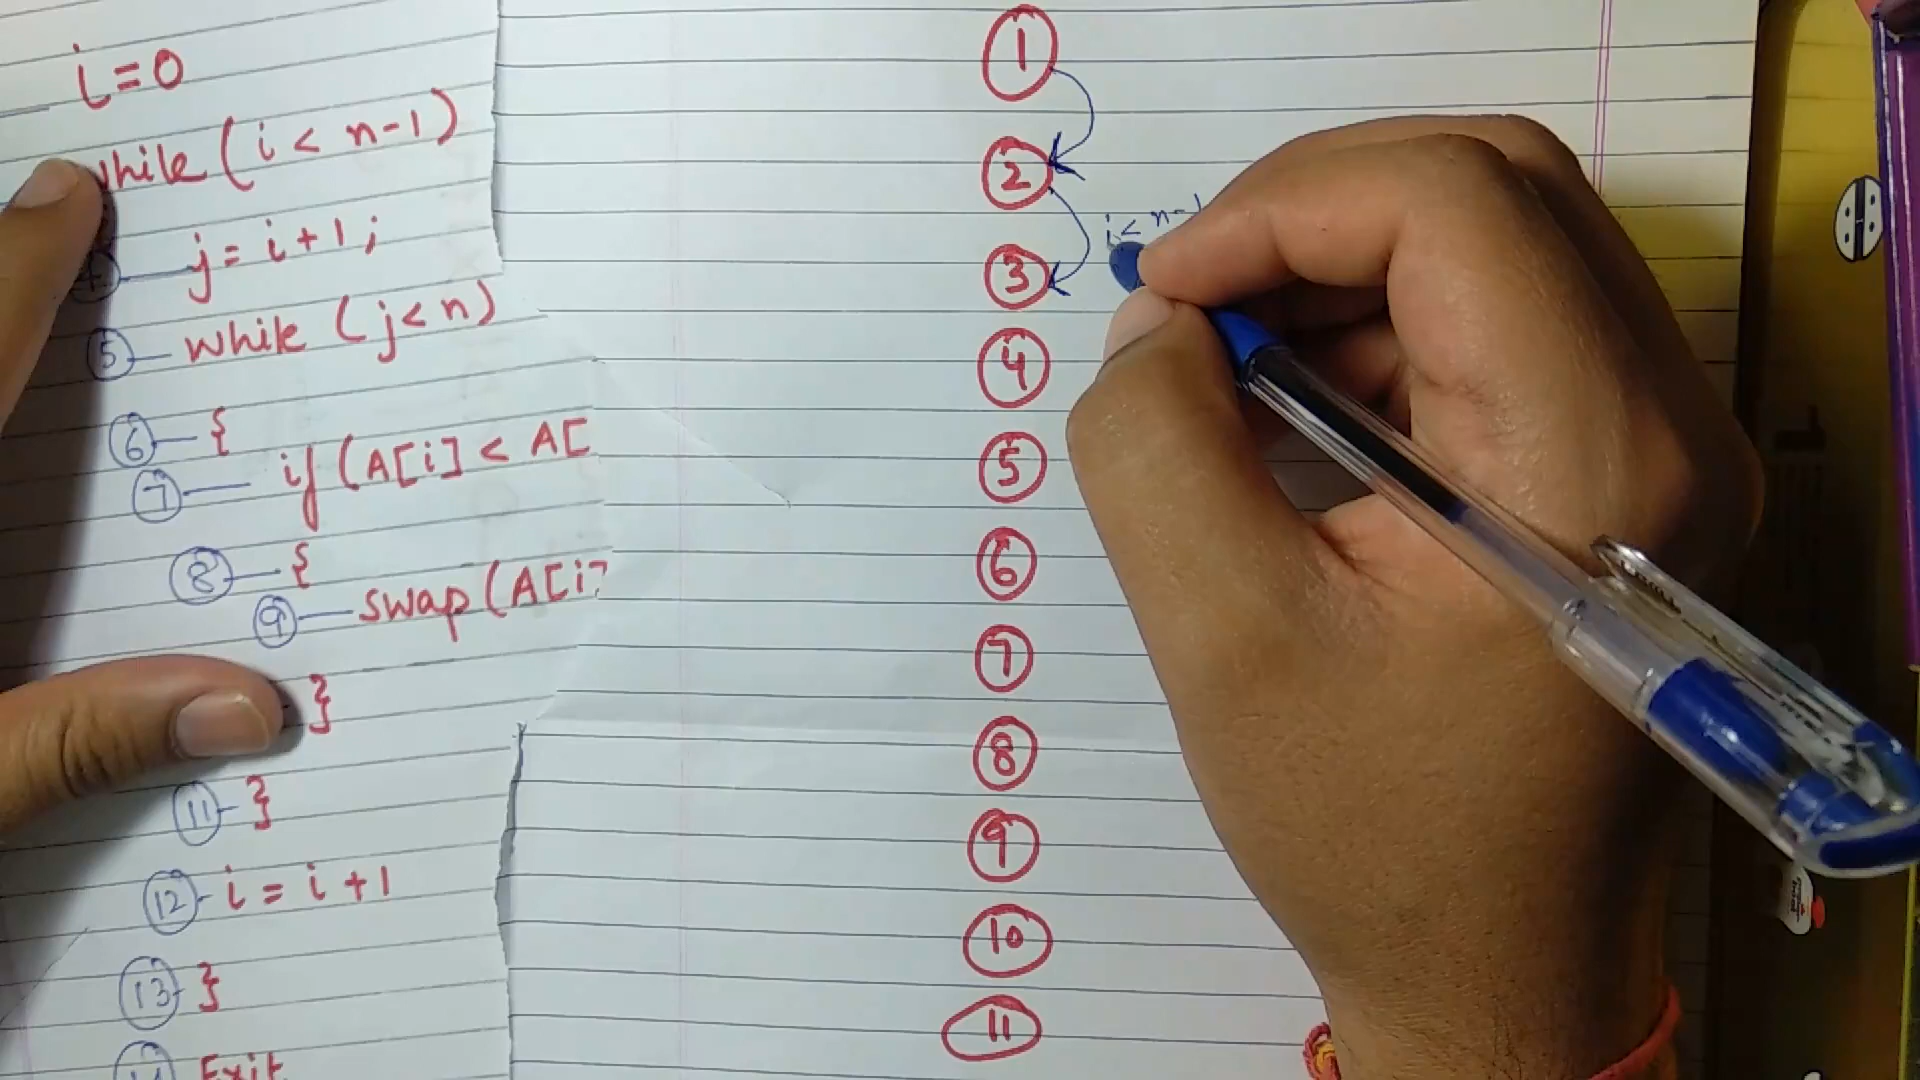 i=0
while (i < n-1)
j = i+1;
5 while (j<n)
6 {
7 if (A[i] < A[
8 {
9 swap (A[i]
}
11 }
12 i = i +1
13 }
14 Exit
1
2
i < n-1
3
4
5
6
7
8
9
10
11